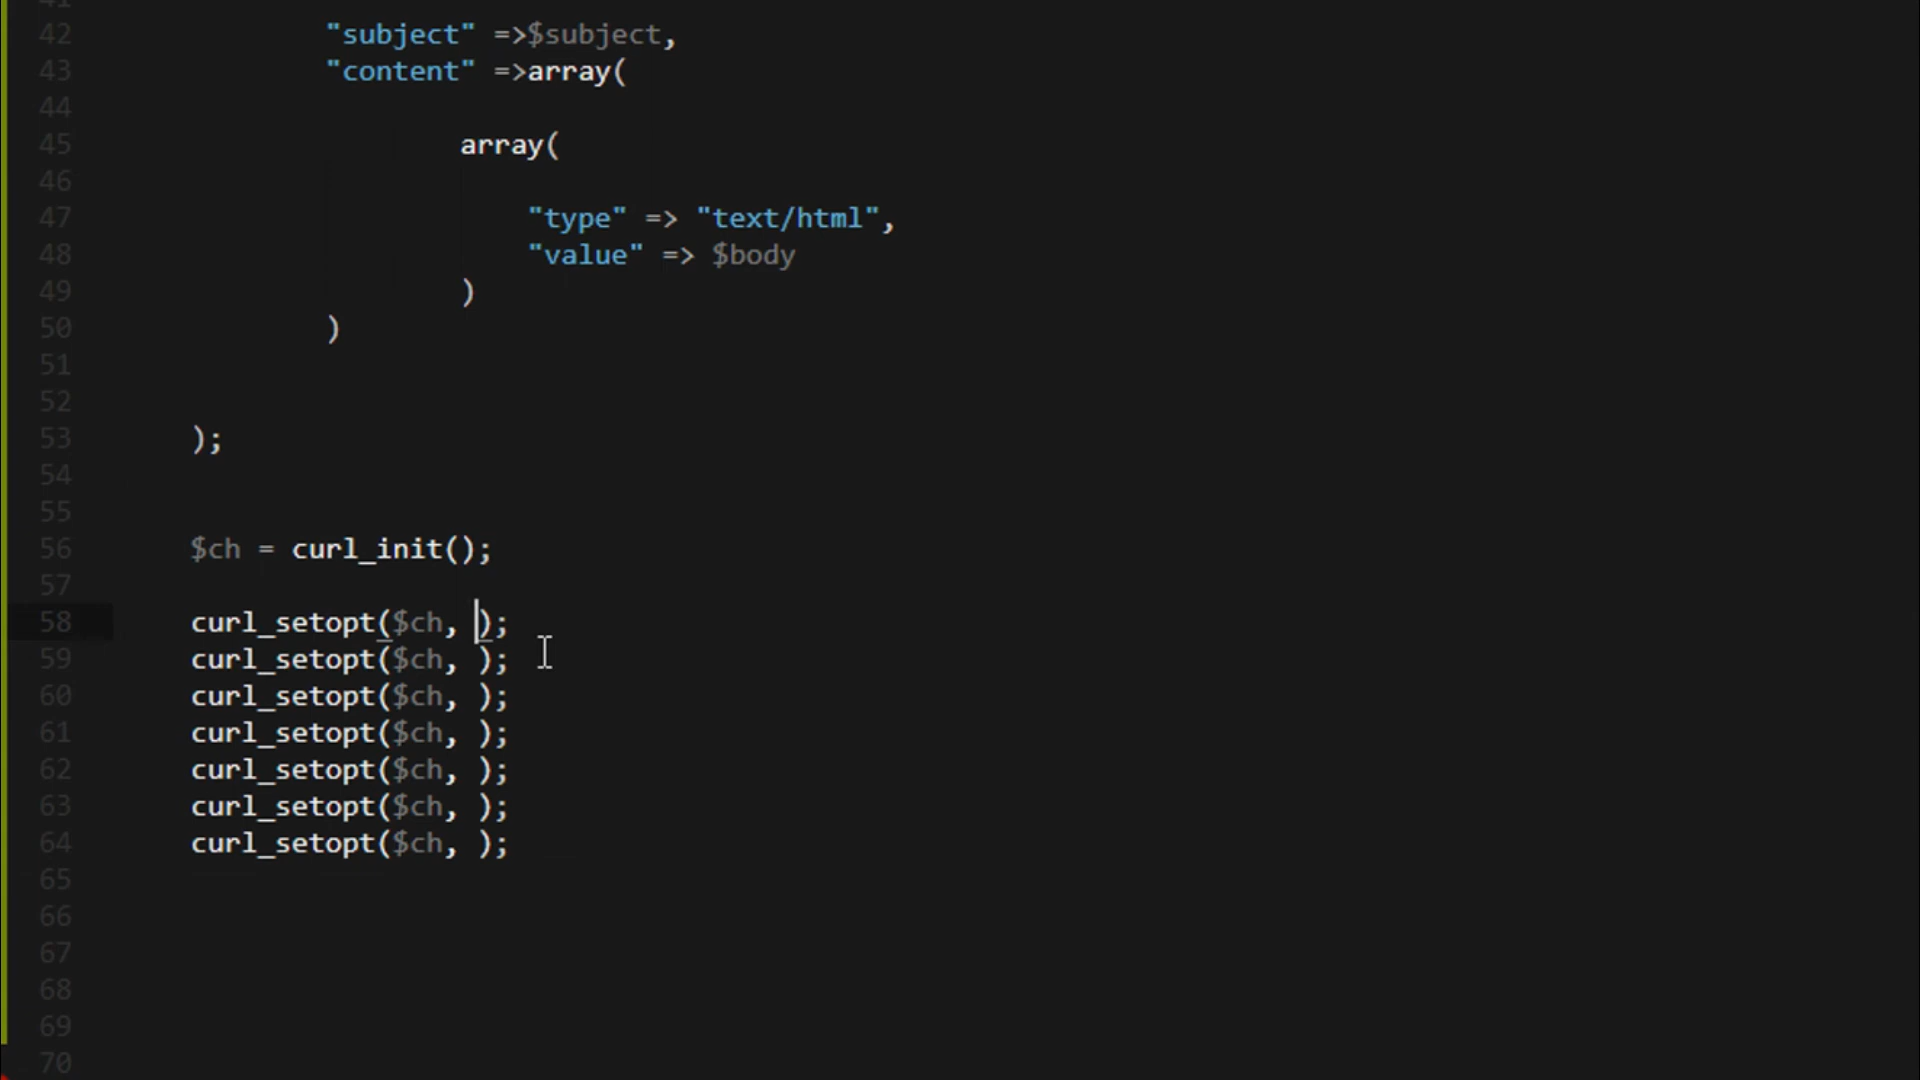 41
42 "subject" =>$subject,
43 "content" =>array(
44
45 array(
46
47 "type" => "text/html",
48 "value" => $body
49 )
50 )
51
52
53 );
54
55
56 $ch = curl_init();
57
58 curl_setopt($ch, );
59 curl_setopt($ch, );
60 curl_setopt($ch, );
61 curl_setopt($ch, );
62 curl_setopt($ch, );
63 curl_setopt($ch, );
64 curl_setopt($ch, );
65
66
67
68
69
70